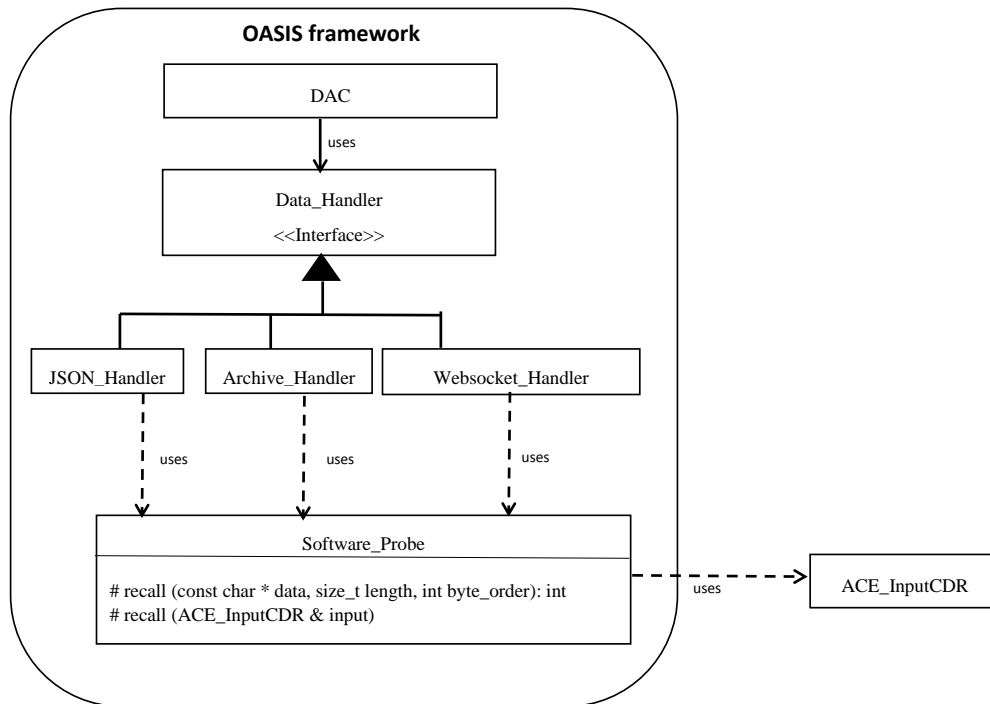 OASIS framework
DAC
uses
Data_Handler
<<Interface>>
JSON_Handler
Archive_Handler
Websocket_Handler
uses
uses
uses
Software_Probe
# recall (const char * data, size_t length, int byte_order): int
# recall (ACE_InputCDR & input)
uses
ACE_InputCDR